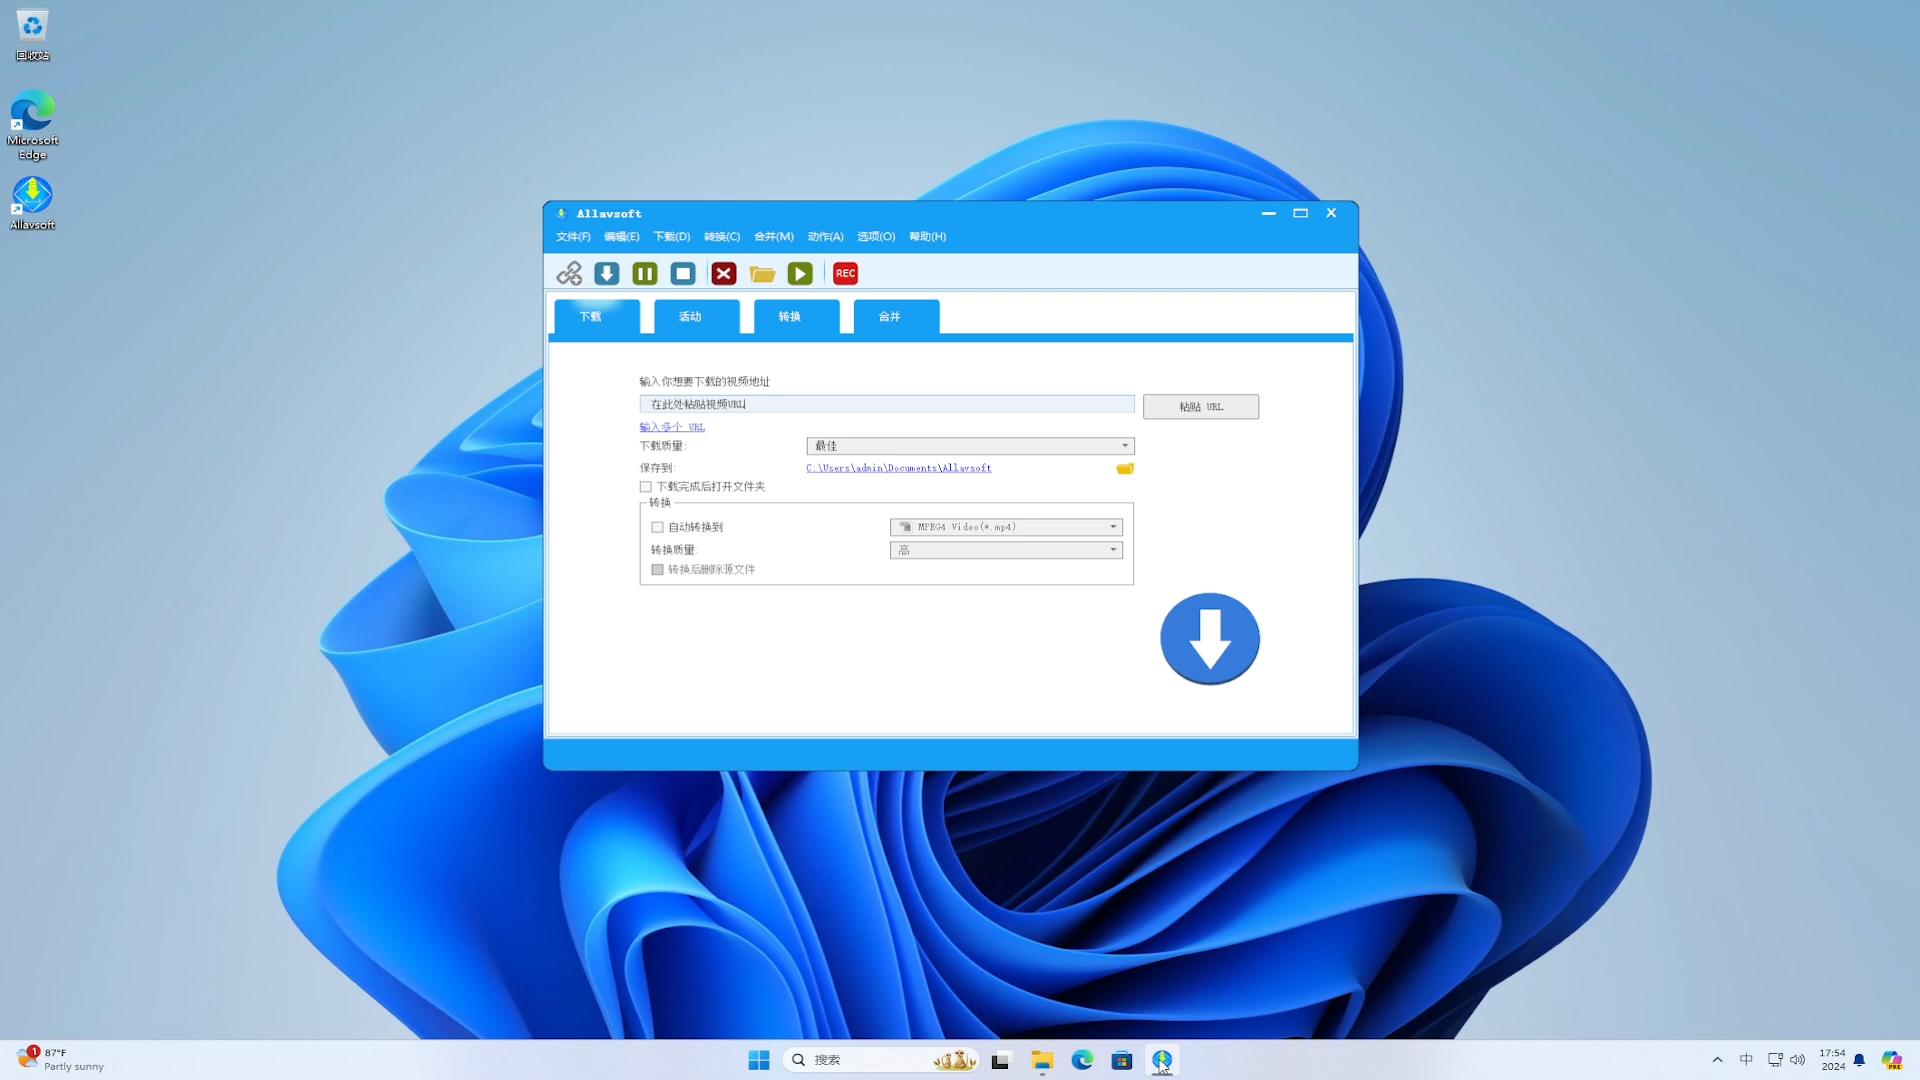 回收站
Microsoft
Edge
Allavsoft
Allavsoft
文件(F) 编辑(E) 下载(D) 转换(C) 合并(M) 动作(A) 选项(O) 帮助(H)
REC
下载 活动 转换 合并
输入你想要下载的视频地址
在此处粘贴视频URL 粘贴 URL
输入多个 URL
下载质量: 最佳
保存到: C:\Users\admin\Documents\Allavsoft
下载完成后打开文件夹
转换
自动转换到 MPEG4 Video(*.mp4)
转换质量: 高
转换后删除源文件
1
87°F
Partly sunny
搜索
中
17:54
2024
PRE